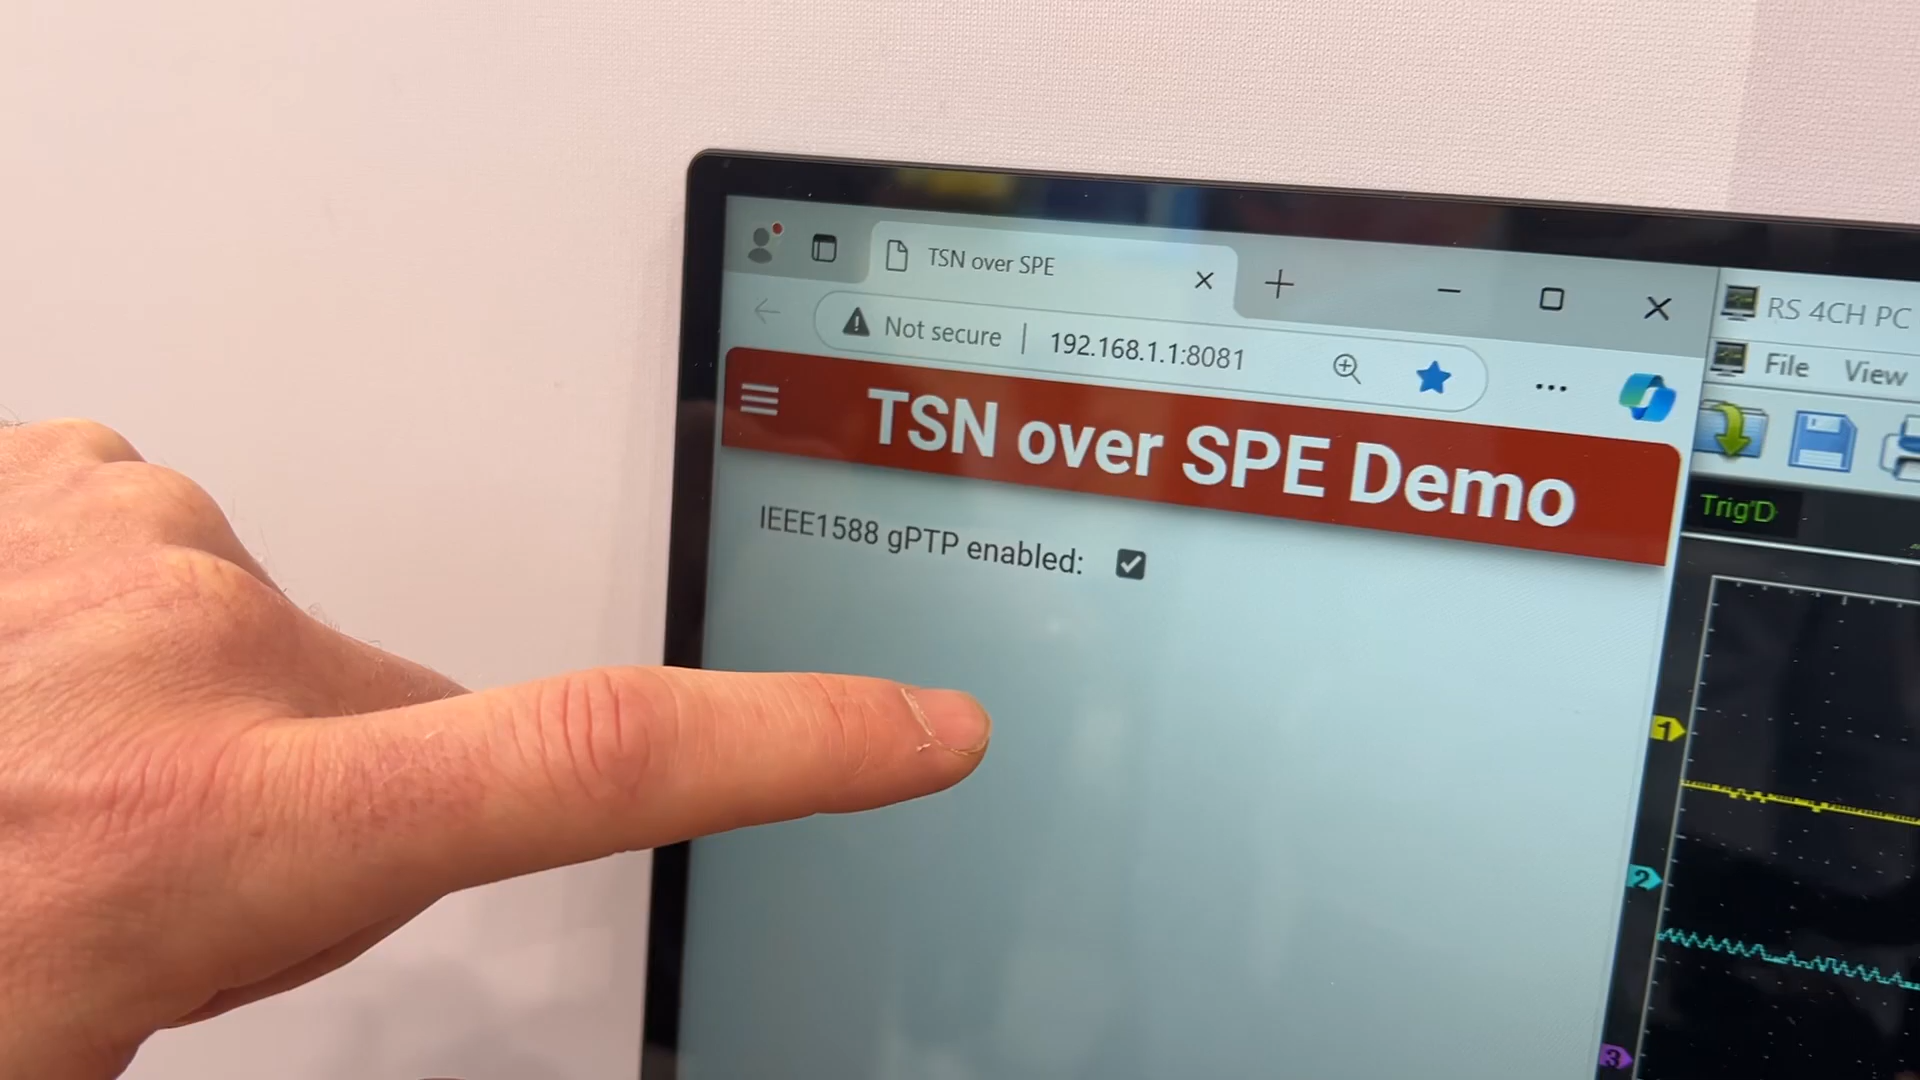 TSN over SPE
Not secure | 192.168.1.1:8081
TSN over SPE Demo
IEEE1588 gPTP enabled:
RS 4CH PC
File View
Trig'D
1
2
3